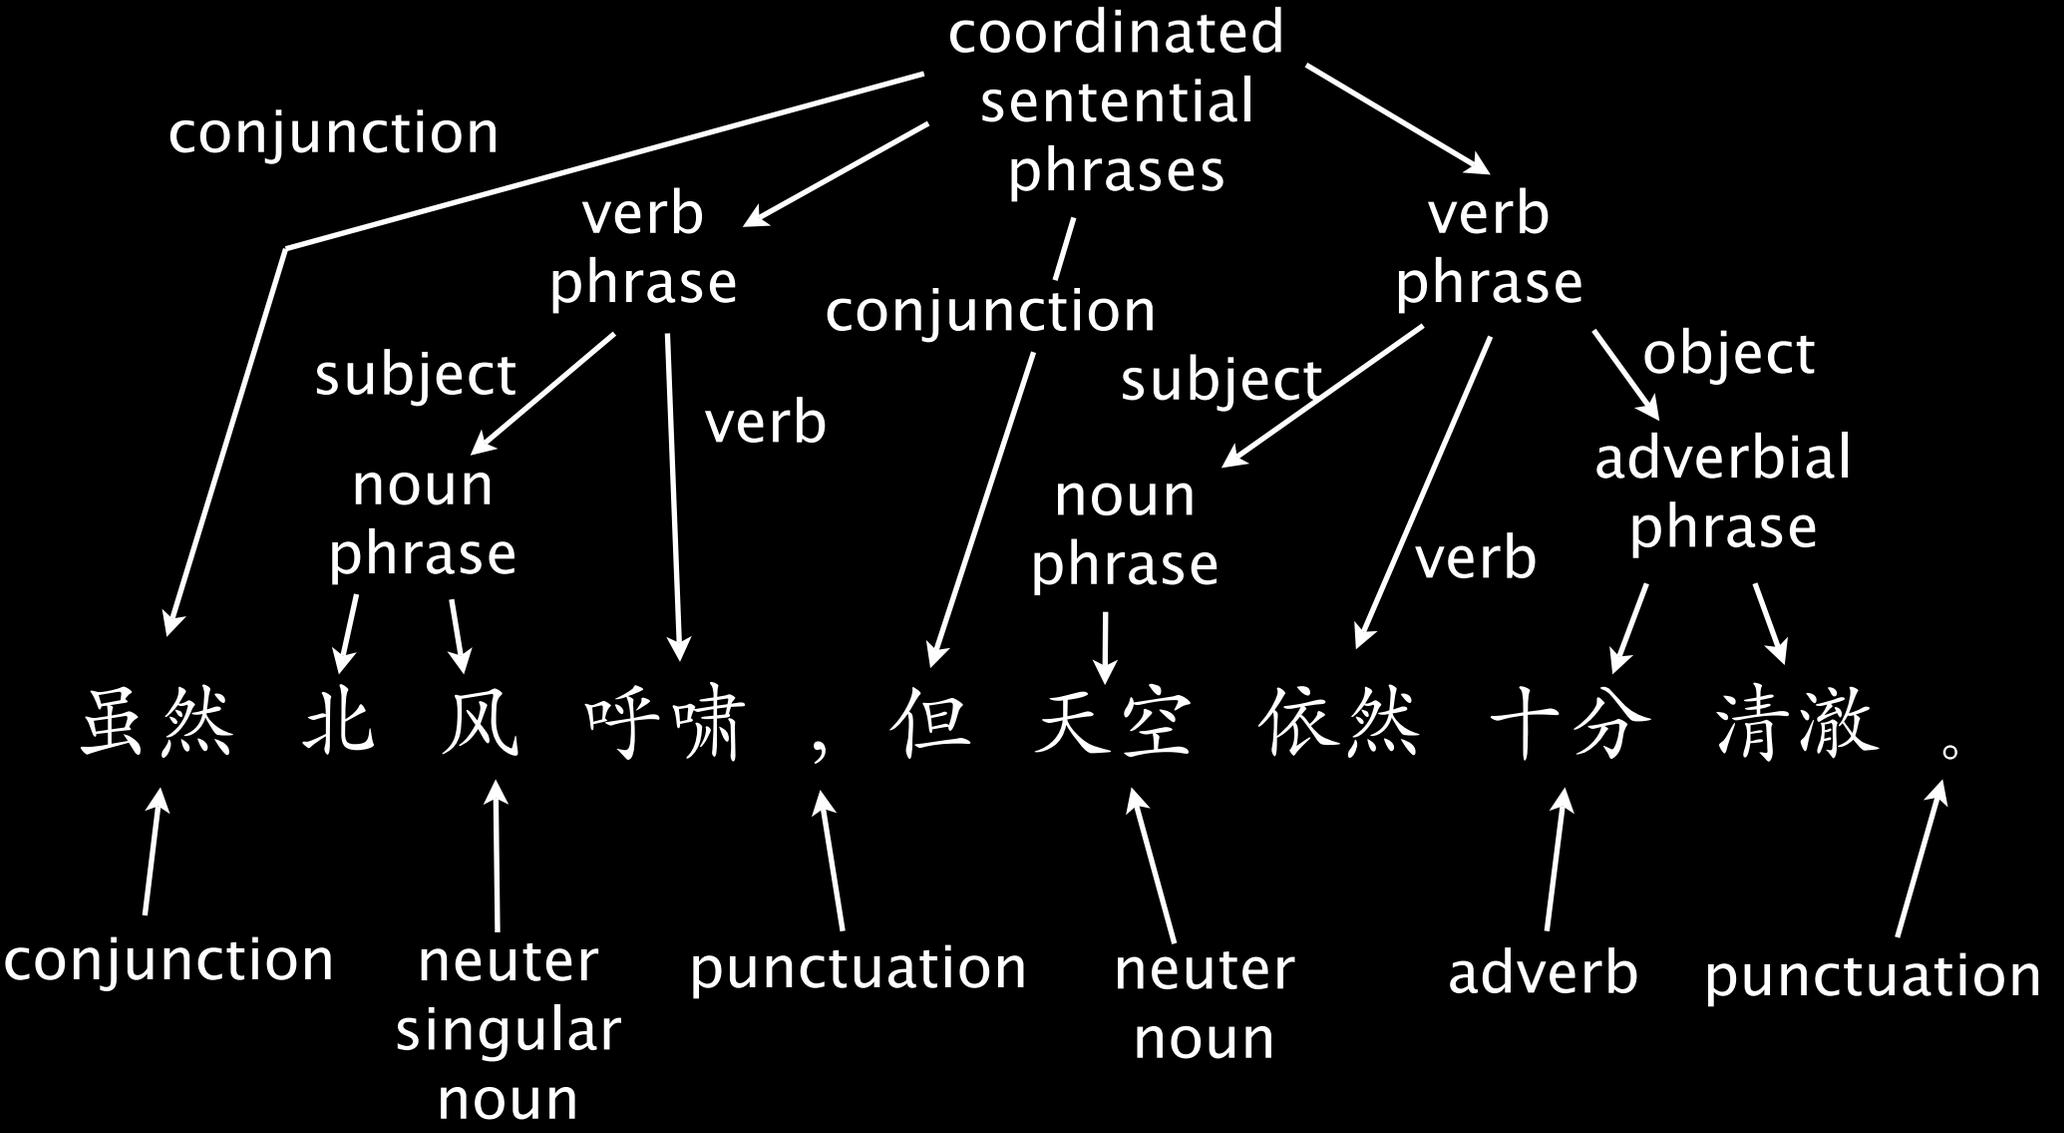 coordinated
sentential
phrases
conjunction
verb
phrase
verb
phrase
conjunction
subject
verb
subject
object
noun
phrase
noun
phrase
verb
adverbial
phrase
虽然 北 风 呼啸 , 但 天空 依然 十分 清澈 。
conjunction
neuter
singular
noun
punctuation
neuter
noun
adverb
punctuation